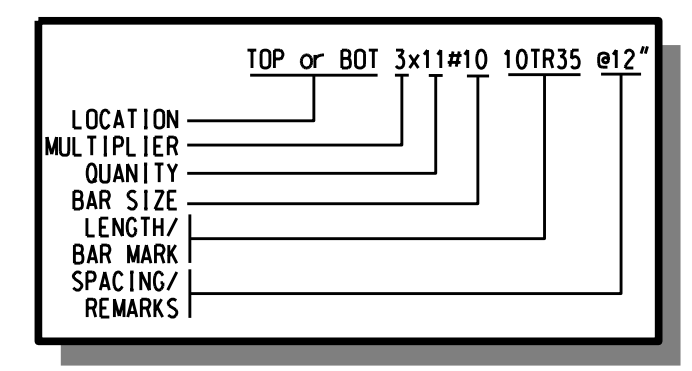 TOP or BOT 3x11#10 10TR35 @12"
LOCATION
MULTIPLIER
QUANITY
BAR SIZE
LENGTH/
BAR MARK
SPACING/
REMARKS